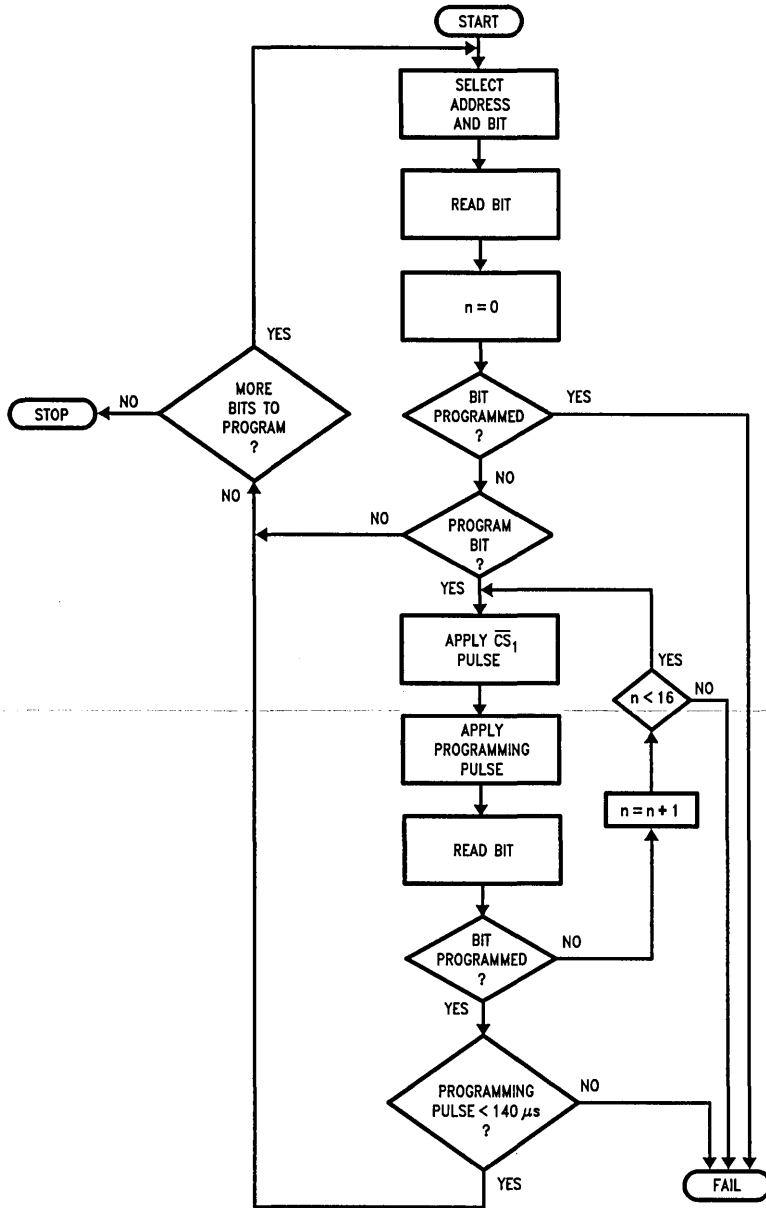 START
SELECT
ADDRESS
AND BIT
READ BIT
n = 0
YES
MORE
BITS TO
PROGRAM
?
NO
STOP
BIT
PROGRAMMED
?
YES
NO
NO
NO
PROGRAM
BIT
?
YES
APPLY C̅S̅₁
PULSE
YES
n < 16
NO
APPLY
PROGRAMMING
PULSE
n = n + 1
READ BIT
BIT
PROGRAMMED
?
NO
YES
PROGRAMMING
PULSE < 140 μs
?
NO
YES
FAIL